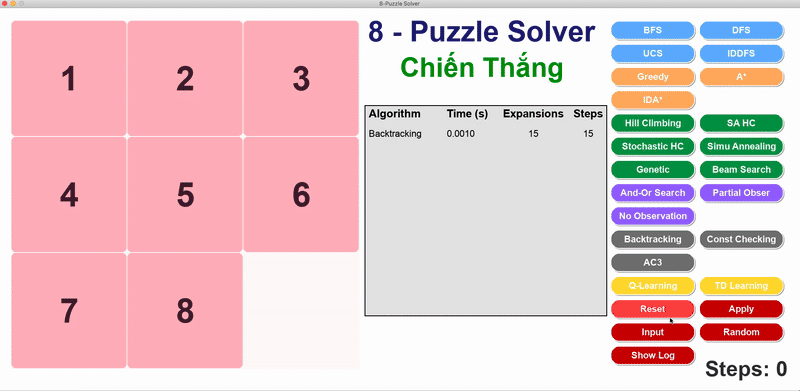 8-Puzzle Solver
1 2 3
4 5 6
7 8
8 - Puzzle Solver
Chiến Thắng
Algorithm Time (s) Expansions Steps
Backtracking 0.0010 15 15
BFS DFS
UCS IDDFS
Greedy A*
IDA*
Hill Climbing SA HC
Stochastic HC Simu Annealing
Genetic Beam Search
And-Or Search Partial Obser
No Observation
Backtracking Const Checking
AC3
Q-Learning TD Learning
Reset Apply
Input Random
Show Log
Steps: 0